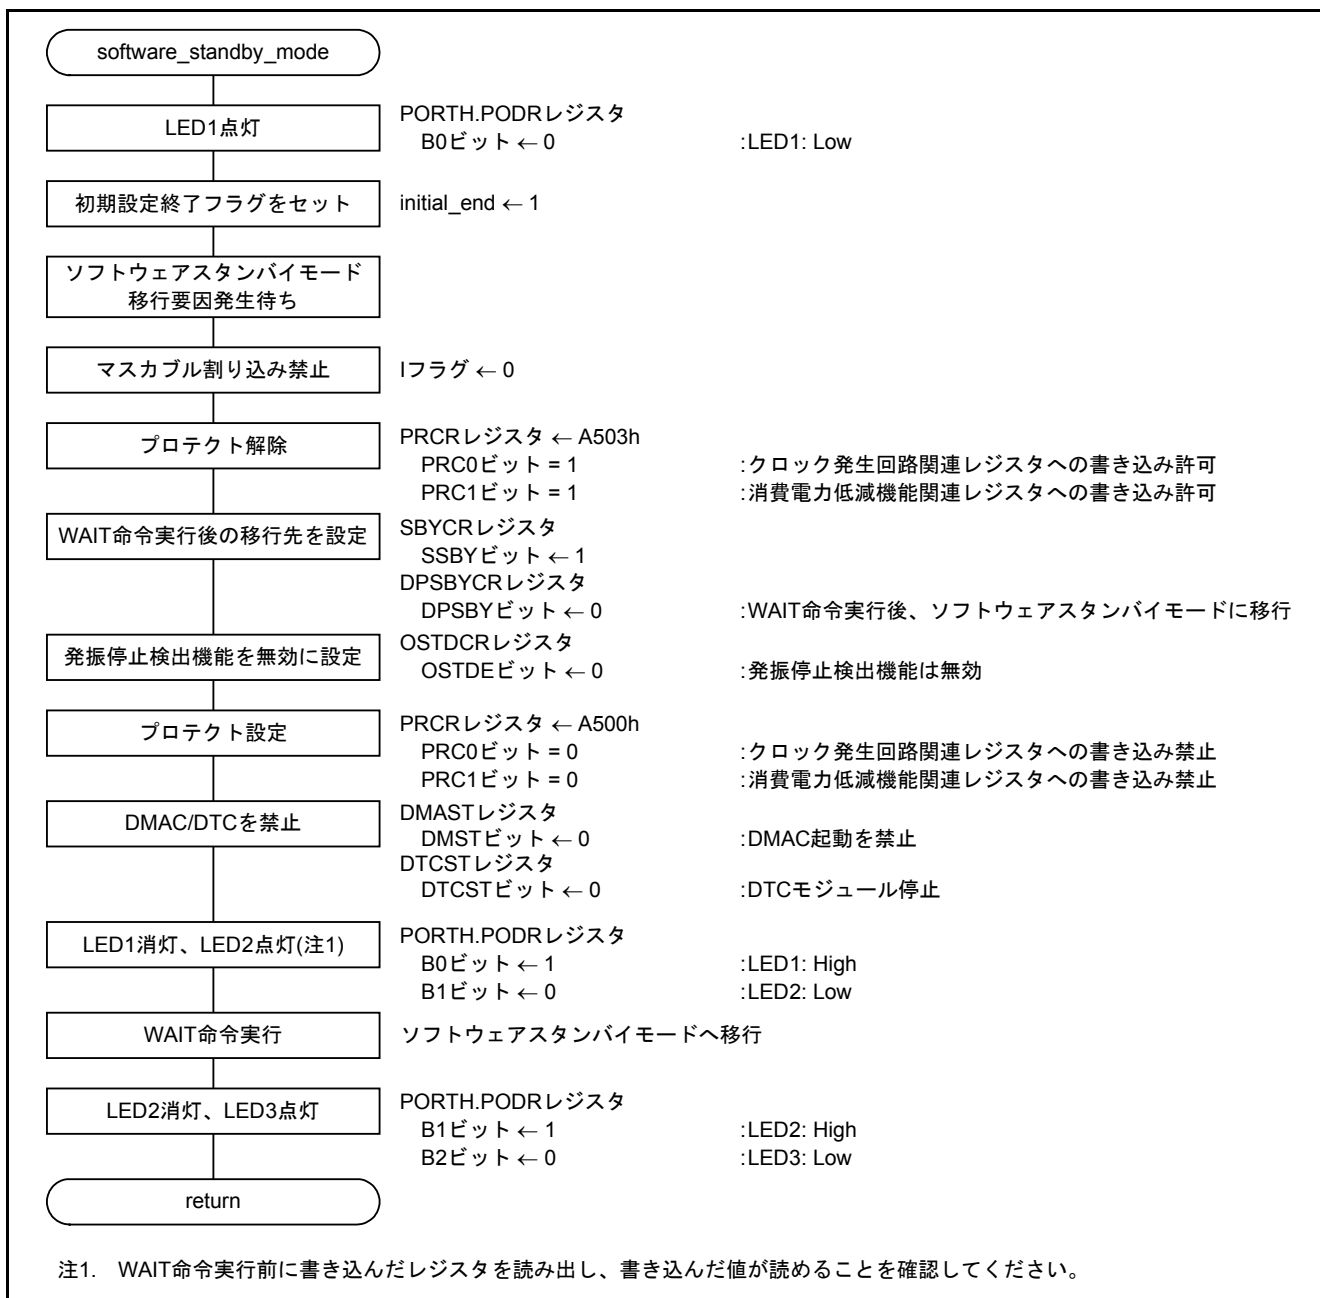 software_standby_mode
LED1点灯
PORTH.PODRレジスタ
B0ビット ← 0 :LED1: Low
初期設定終了フラグをセット
initial_end ← 1
ソフトウェアスタンバイモード
移行要因発生待ち
マスカブル割り込み禁止
Iフラグ ← 0
プロテクト解除
PRCRレジスタ ← A503h
PRC0ビット = 1 :クロック発生回路関連レジスタへの書き込み許可
PRC1ビット = 1 :消費電力低減機能関連レジスタへの書き込み許可
WAIT命令実行後の移行先を設定
SBYCRレジスタ
SSBYビット ← 1
DPSBYCRレジスタ
DPSBYビット ← 0 :WAIT命令実行後、ソフトウェアスタンバイモードに移行
発振停止検出機能を無効に設定
OSTDCRレジスタ
OSTDEビット ← 0 :発振停止検出機能は無効
プロテクト設定
PRCRレジスタ ← A500h
PRC0ビット = 0 :クロック発生回路関連レジスタへの書き込み禁止
PRC1ビット = 0 :消費電力低減機能関連レジスタへの書き込み禁止
DMAC/DTCを禁止
DMASTレジスタ
DMSTビット ← 0 :DMAC起動を禁止
DTCSTレジスタ
DTCSTビット ← 0 :DTCモジュール停止
LED1消灯、LED2点灯(注1)
PORTH.PODRレジスタ
B0ビット ← 1 :LED1: High
B1ビット ← 0 :LED2: Low
WAIT命令実行
ソフトウェアスタンバイモードへ移行
LED2消灯、LED3点灯
PORTH.PODRレジスタ
B1ビット ← 1 :LED2: High
B2ビット ← 0 :LED3: Low
return
注1. WAIT命令実行前に書き込んだレジスタを読み出し、書き込んだ値が読めることを確認してください。